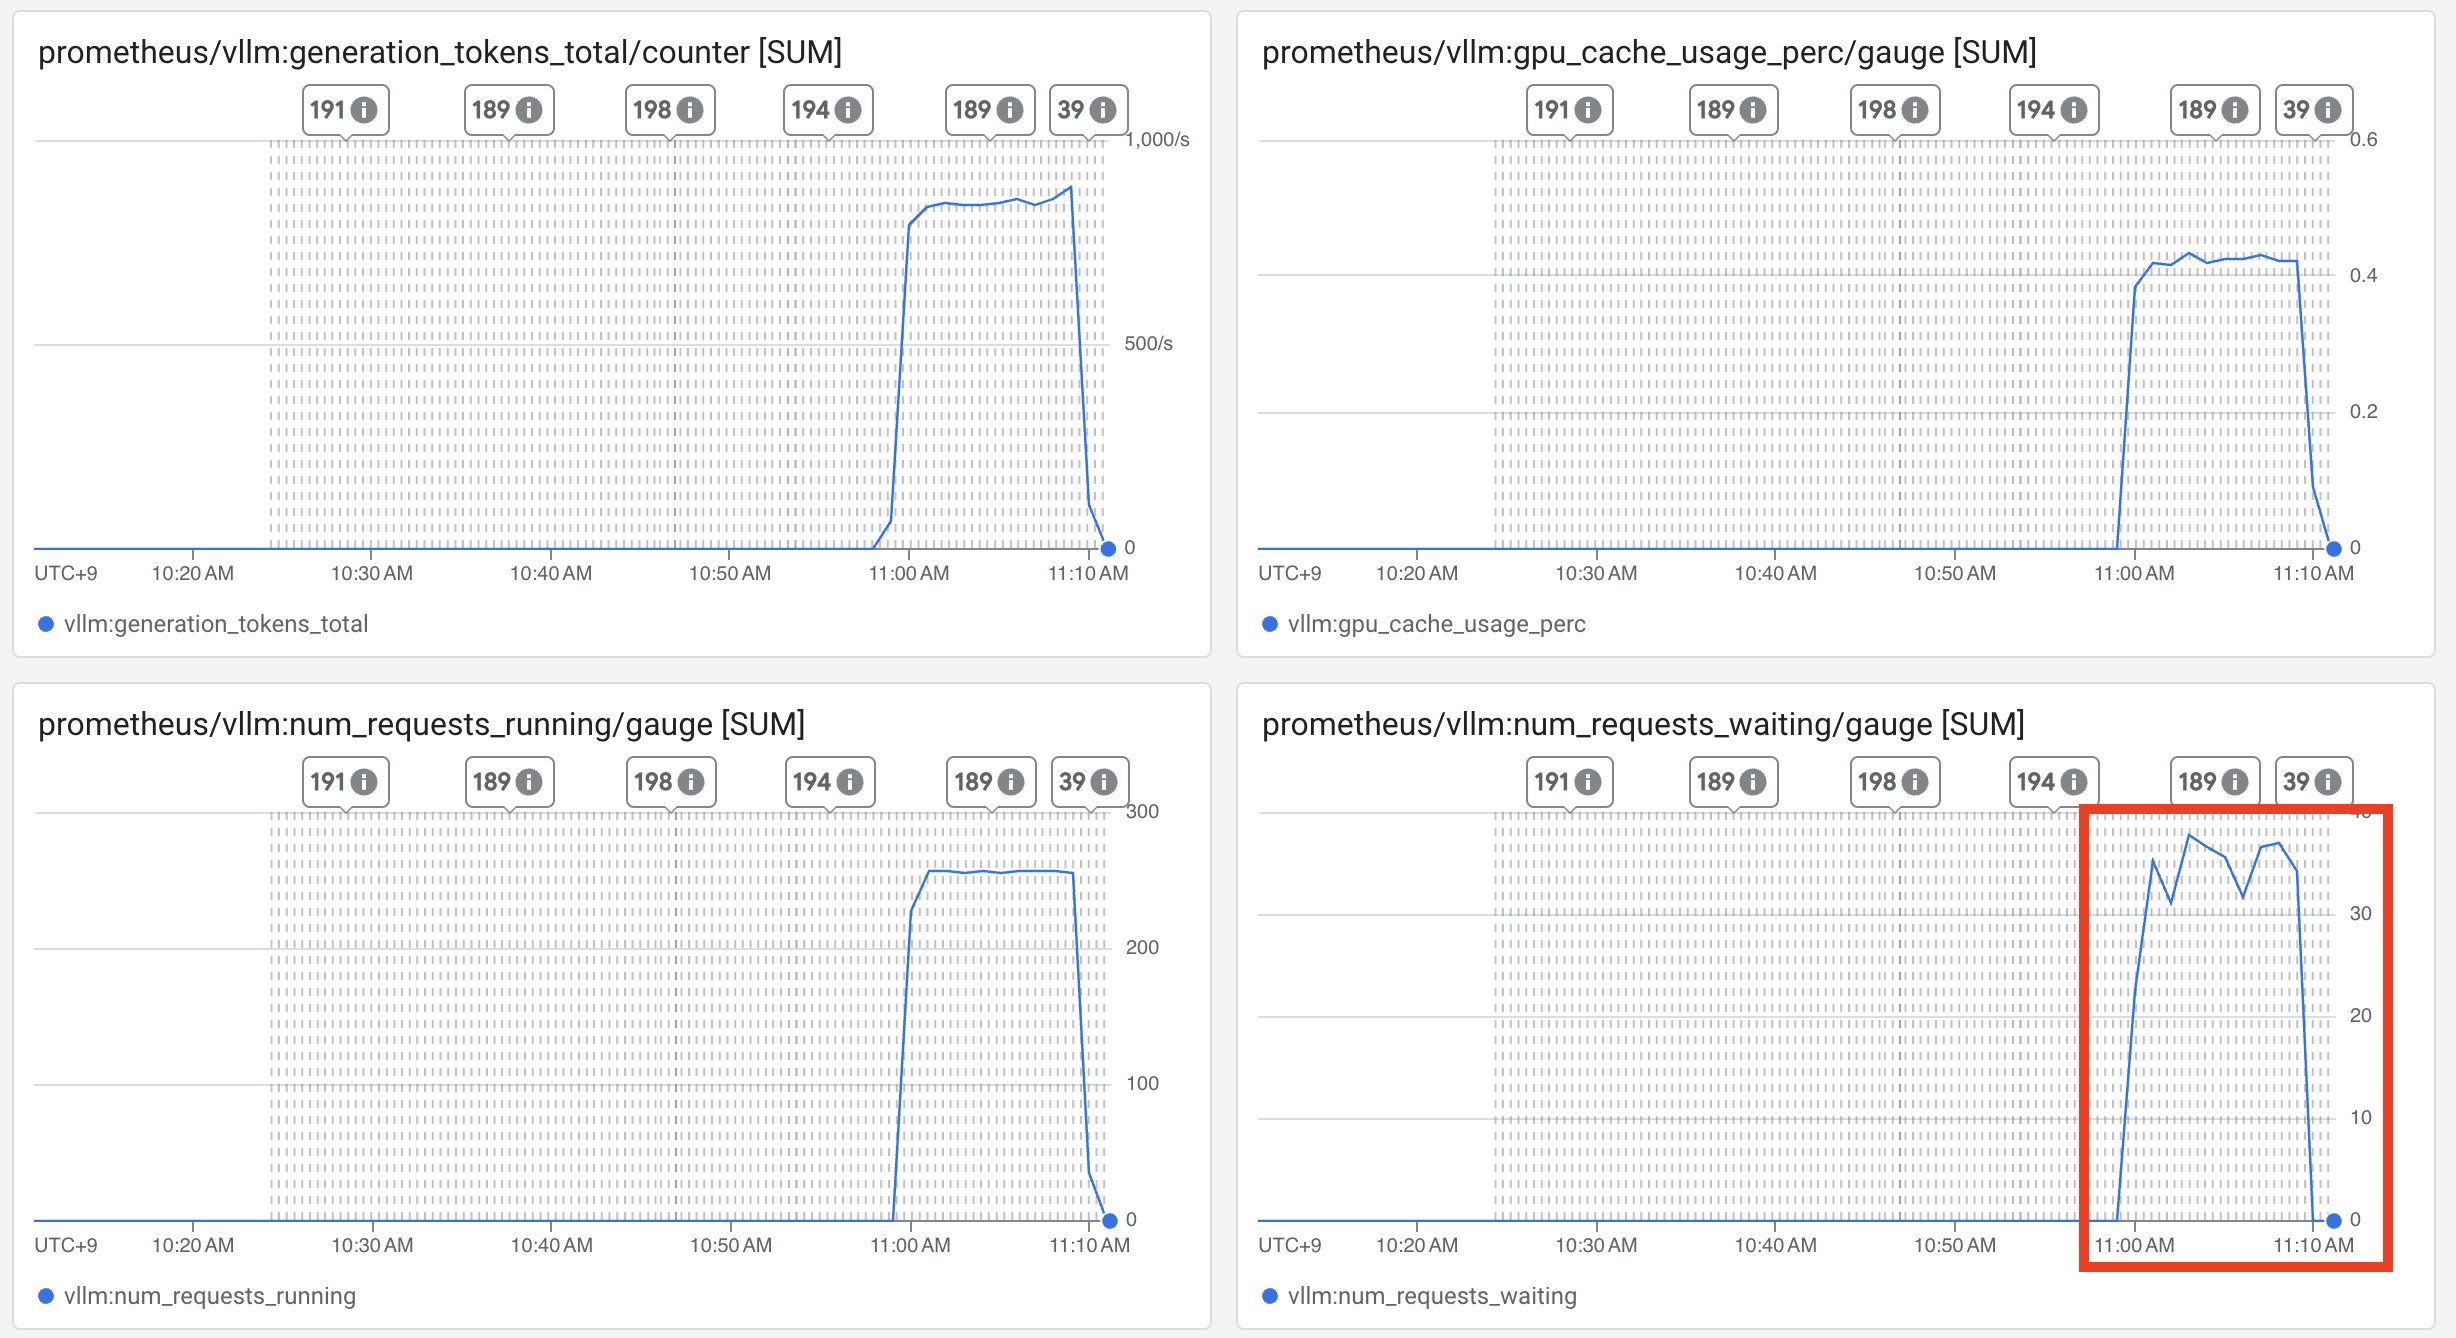 prometheus/vllm:generation_tokens_total/counter [SUM]
191 189 198 194 189 39
1,000/s
500/s
0
UTC+9 10:20 AM 10:30 AM 10:40 AM 10:50 AM 11:00 AM 11:10 AM
vllm:generation_tokens_total
prometheus/vllm:gpu_cache_usage_perc/gauge [SUM]
191 189 198 194 189 39
0.6
0.4
0.2
0
UTC+9 10:20 AM 10:30 AM 10:40 AM 10:50 AM 11:00 AM 11:10 AM
vllm:gpu_cache_usage_perc
prometheus/vllm:num_requests_running/gauge [SUM]
191 189 198 194 189 39
300
200
100
0
UTC+9 10:20 AM 10:30 AM 10:40 AM 10:50 AM 11:00 AM 11:10 AM
vllm:num_requests_running
prometheus/vllm:num_requests_waiting/gauge [SUM]
191 189 198 194 189 39
40
30
20
10
0
UTC+9 10:20 AM 10:30 AM 10:40 AM 10:50 AM 11:00 AM 11:10 AM
vllm:num_requests_waiting